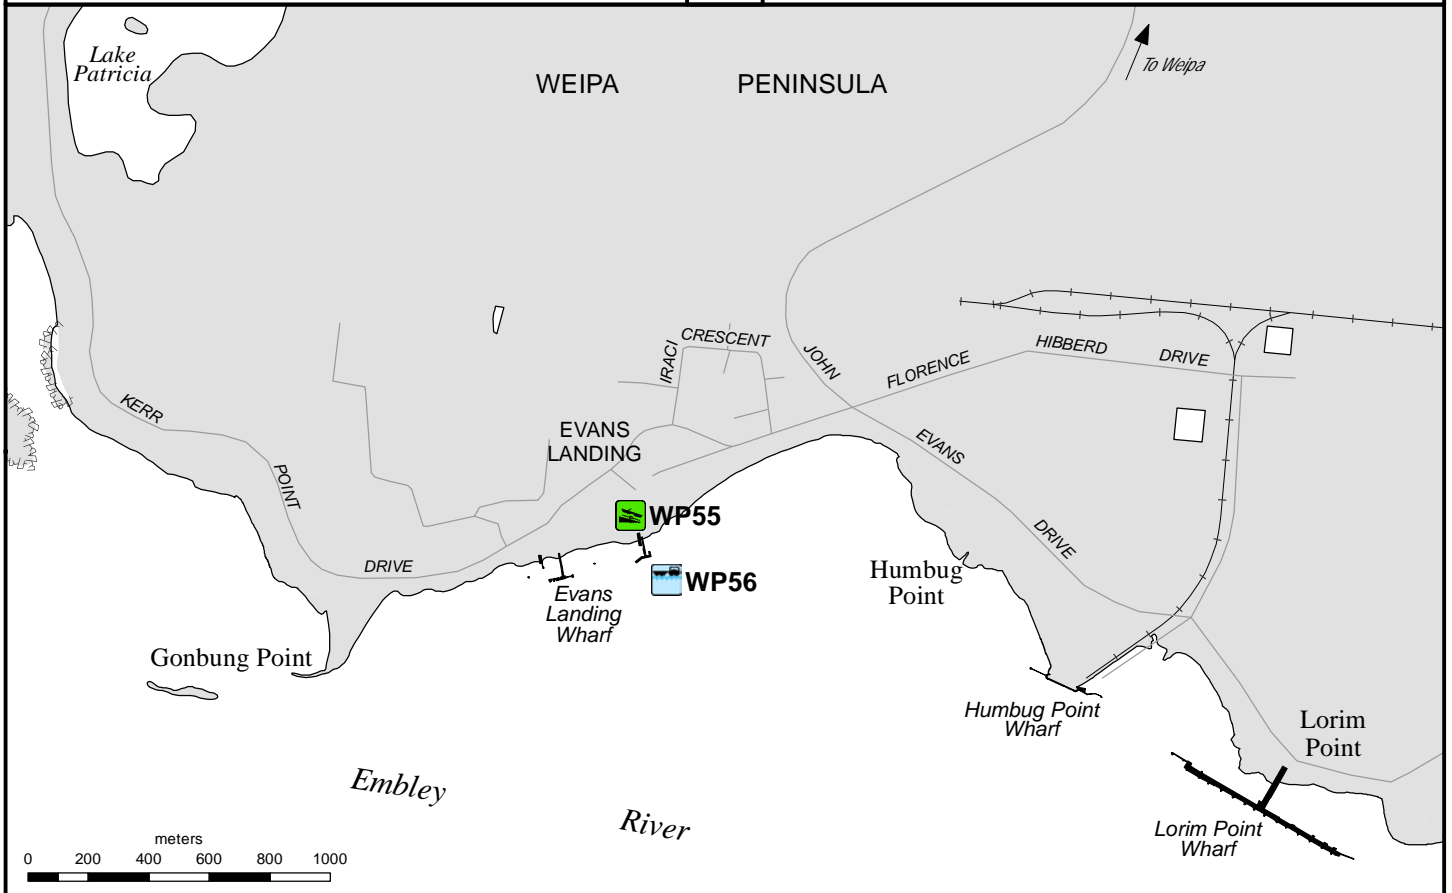 Lake
Patricia
WEIPA PENINSULA
To Weipa
CRESCENT
IRACI
JOHN
FLORENCE
HIBBERD
DRIVE
KERR
EVANS
LANDING
EVANS
POINT
WP55
DRIVE
DRIVE
WP56
Humbug
Point
Evans
Landing
Wharf
Gonbung Point
Humbug Point
Wharf
Lorim
Point
Embley
River
Lorim Point
Wharf
meters
0 200 400 600 800 1000